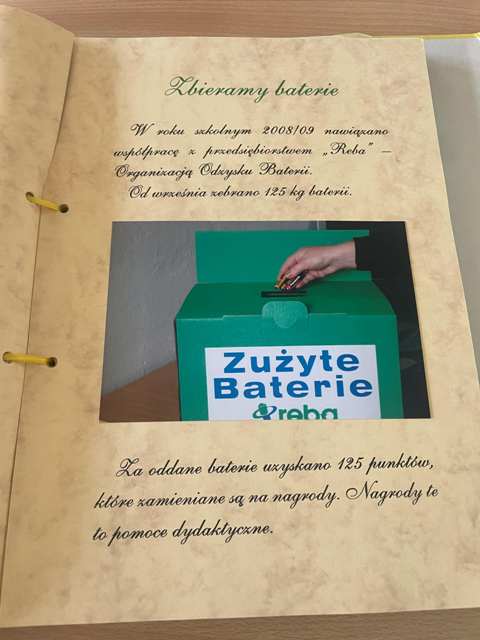 Zbieramy baterie
W roku szkolnym 2008/09 nawiązano
współpracę z przedsiębiorstwem „Reba” –
Organizacją Odzysku Baterii.
Od września zebrano 125 kg baterii.
Zużyte
Baterie
reba
Za oddane baterie uzyskano 125 punktów,
które zamieniane są na nagrody. Nagrody te
to pomoce dydaktyczne.